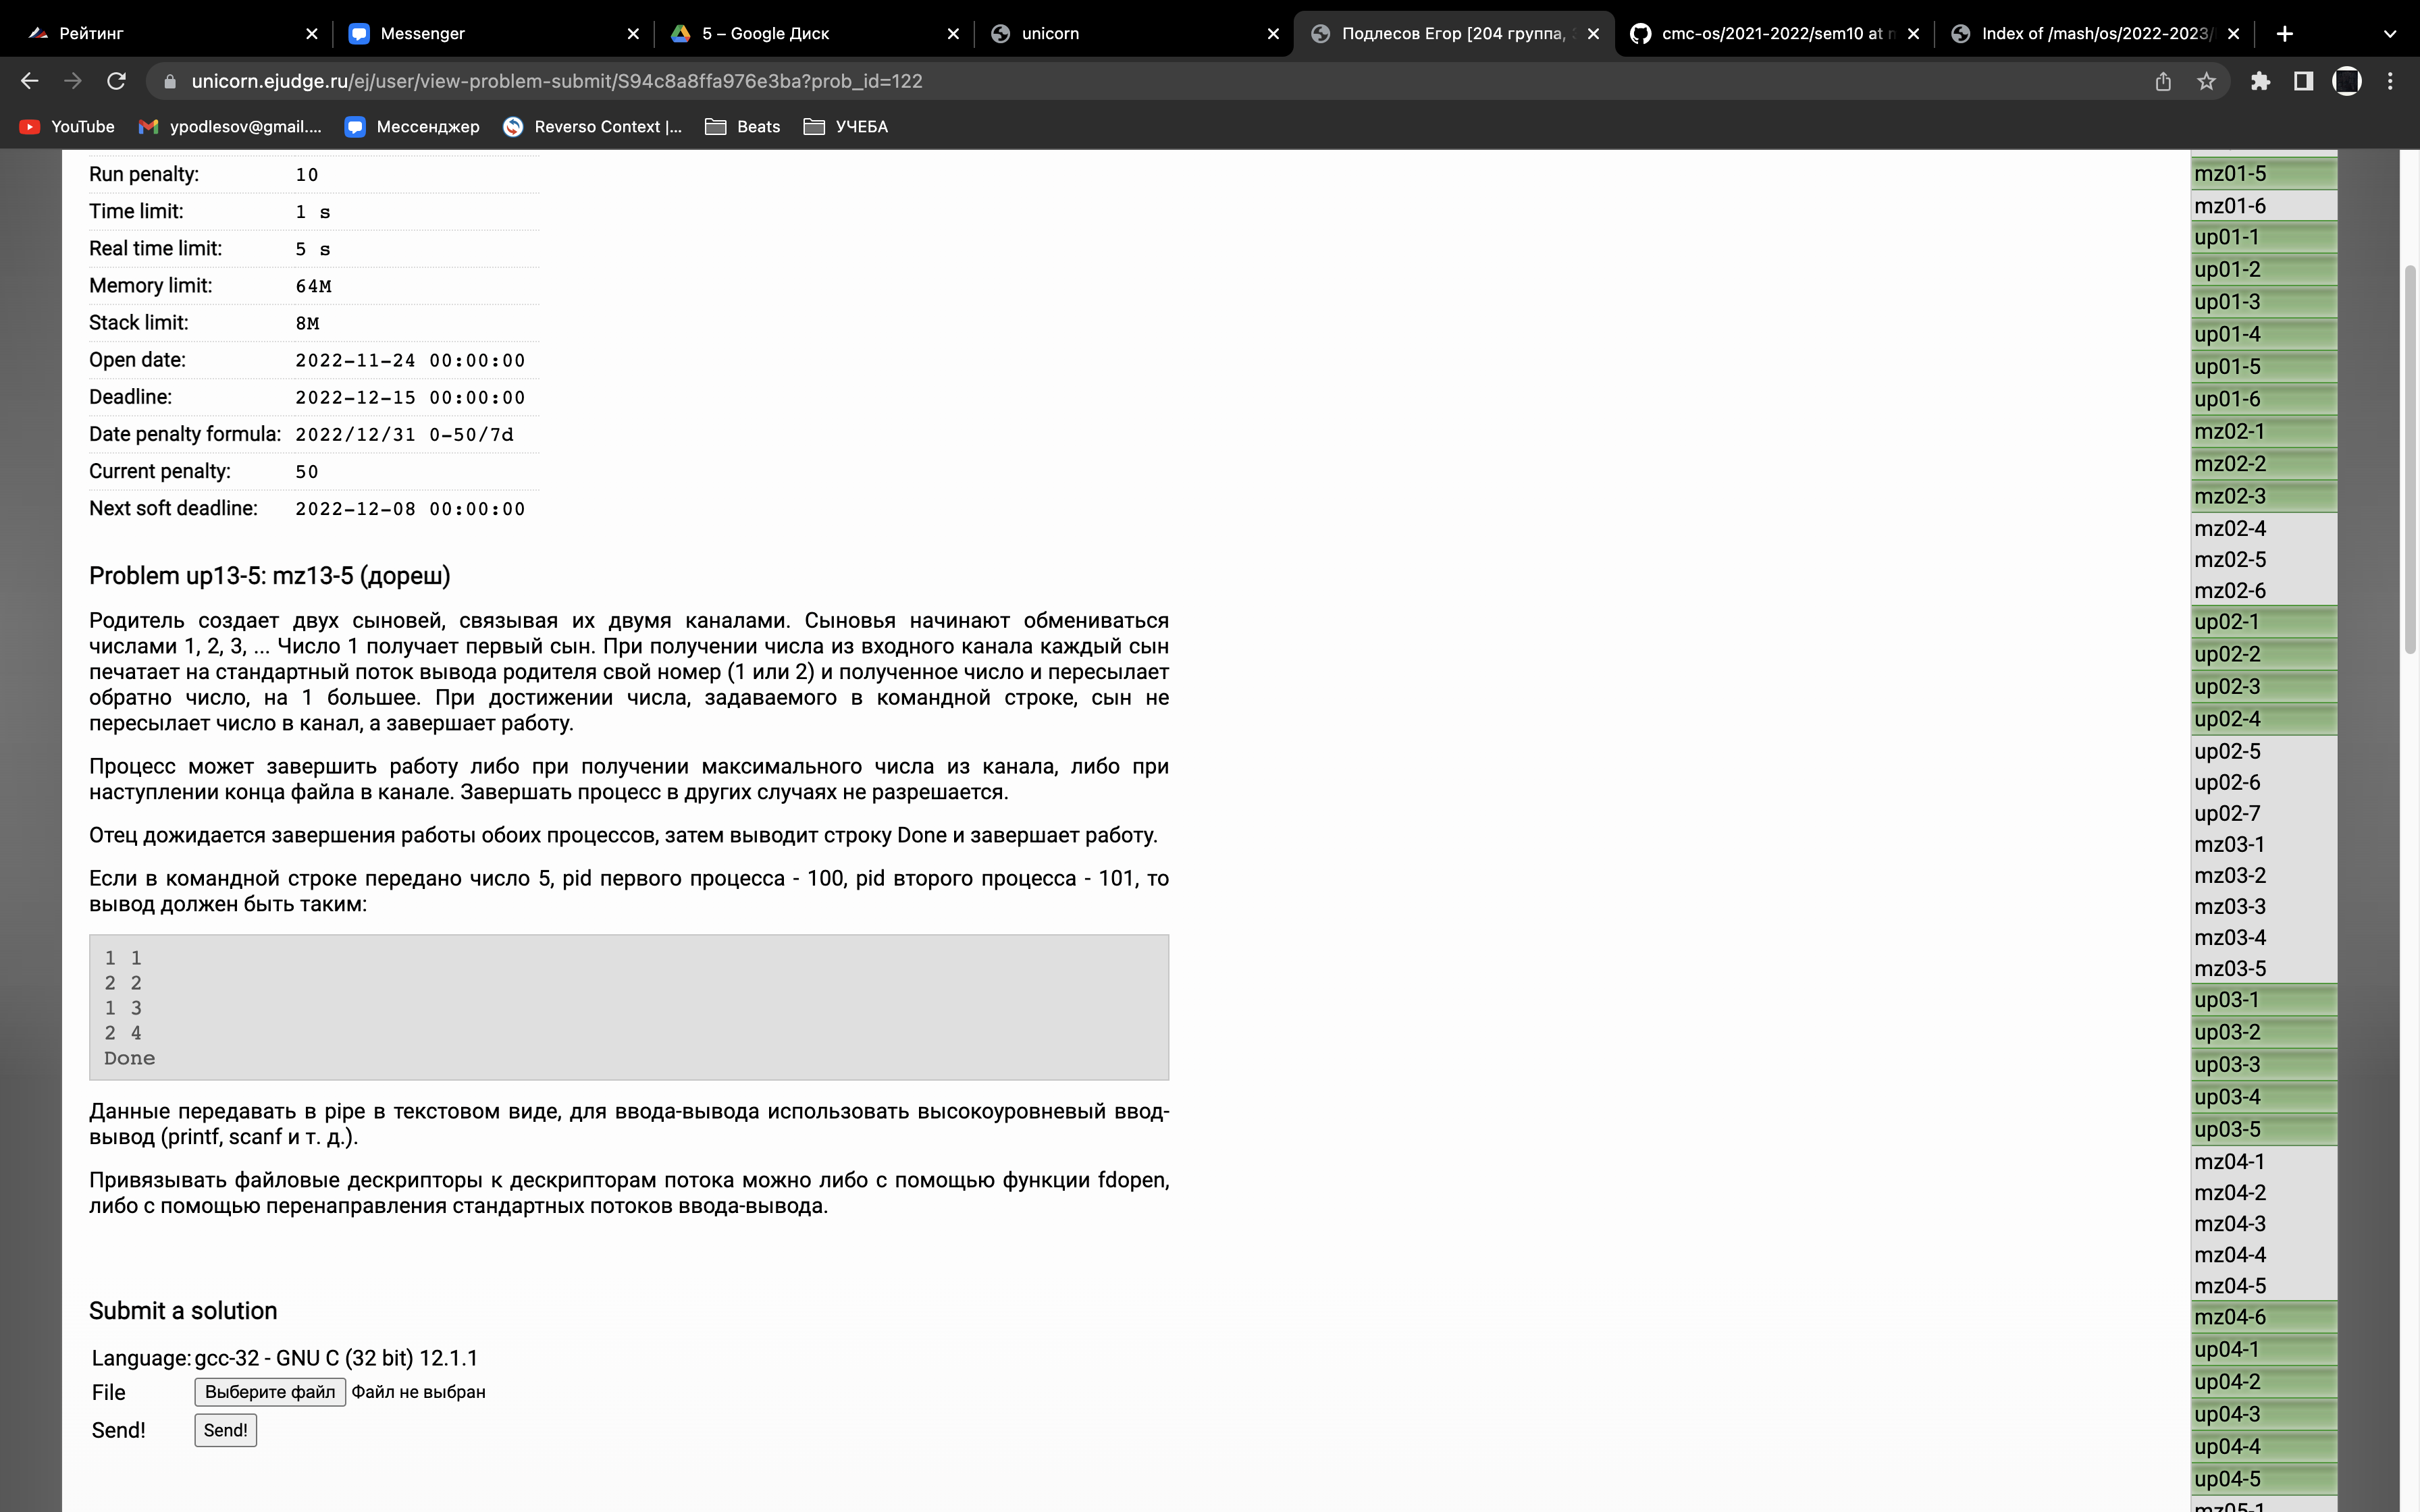 Рейтинг
Messenger
5 – Google Диск
unicorn
Подлесов Егор [204 группа,
cmc-os/2021-2022/sem10 at
Index of /mash/os/2022-2023/
unicorn.ejudge.ru/ej/user/view-problem-submit/S94c8a8ffa976e3ba?prob_id=122
YouTube
ypodlesov@gmail....
Мессенджер
Reverso Context |...
Beats
УЧЕБА
Run penalty: 10
Time limit: 1 s
Real time limit: 5 s
Memory limit: 64M
Stack limit: 8M
Open date: 2022-11-24 00:00:00
Deadline: 2022-12-15 00:00:00
Date penalty formula: 2022/12/31 0-50/7d
Current penalty: 50
Next soft deadline: 2022-12-08 00:00:00
Problem up13-5: mz13-5 (дореш)
Родитель создает двух сыновей, связывая их двумя каналами. Сыновья начинают обмениваться
числами 1, 2, 3, ... Число 1 получает первый сын. При получении числа из входного канала каждый сын
печатает на стандартный поток вывода родителя свой номер (1 или 2) и полученное число и пересылает
обратно число, на 1 большее. При достижении числа, задаваемого в командной строке, сын не
пересылает число в канал, а завершает работу.
Процесс может завершить работу либо при получении максимального числа из канала, либо при
наступлении конца файла в канале. Завершать процесс в других случаях не разрешается.
Отец дожидается завершения работы обоих процессов, затем выводит строку Done и завершает работу.
Если в командной строке передано число 5, pid первого процесса - 100, pid второго процесса - 101, то
вывод должен быть таким:
1 1
2 2
1 3
2 4
Done
Данные передавать в pipe в текстовом виде, для ввода-вывода использовать высокоуровневый ввод-
вывод (printf, scanf и т. д.).
Привязывать файловые дескрипторы к дескрипторам потока можно либо с помощью функции fdopen,
либо с помощью перенаправления стандартных потоков ввода-вывода.
Submit a solution
Language: gcc-32 - GNU C (32 bit) 12.1.1
File Выберите файл Файл не выбран
Send! Send!
mz01-5
mz01-6
up01-1
up01-2
up01-3
up01-4
up01-5
up01-6
mz02-1
mz02-2
mz02-3
mz02-4
mz02-5
mz02-6
up02-1
up02-2
up02-3
up02-4
up02-5
up02-6
up02-7
mz03-1
mz03-2
mz03-3
mz03-4
mz03-5
up03-1
up03-2
up03-3
up03-4
up03-5
mz04-1
mz04-2
mz04-3
mz04-4
mz04-5
mz04-6
up04-1
up04-2
up04-3
up04-4
up04-5
mz05-1